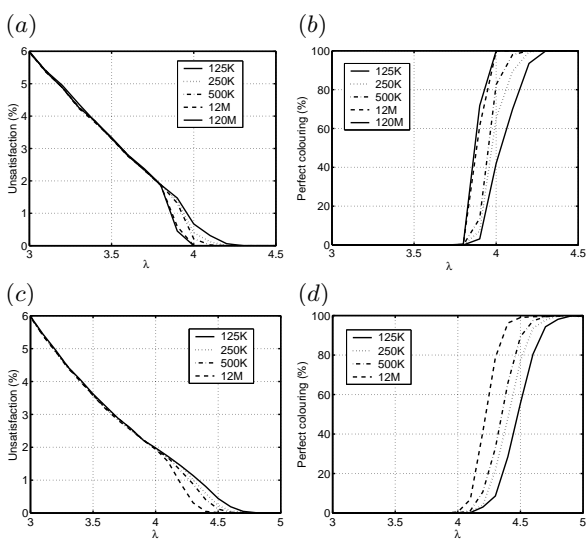 (a)
6
5
4
3
2
1
0
3
3.5
4
4.5
Unsatisfaction (%)
λ
125K
250K
500K
12M
120M
(b)
100
80
60
40
20
0
3
3.5
4
4.5
Perfect colouring (%)
λ
125K
250K
500K
12M
120M
(c)
6
5
4
3
2
1
0
3
3.5
4
4.5
5
Unsatisfaction (%)
λ
125K
250K
500K
12M
(d)
100
80
60
40
20
0
3
3.5
4
4.5
5
Perfect colouring (%)
λ
125K
250K
500K
12M